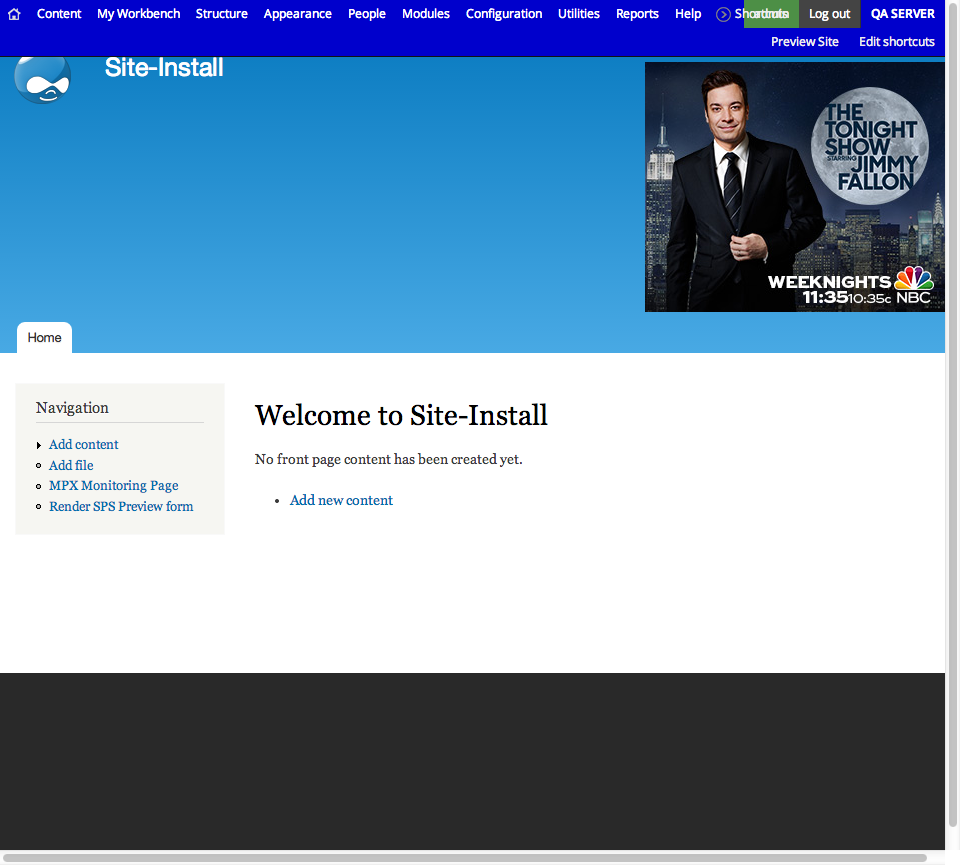 Content My Workbench Structure Appearance People Modules Configuration Utilities Reports Help Log out QA SERVER
Preview Site Edit shortcuts
Site-Install
THE
TONIGHT
SHOW
STARRING JIMMY
FALLON
WEEKNIGHTS
11:35 10:35c NBC
Home
Navigation
Add content
Add file
MPX Monitoring Page
Render SPS Preview form
Welcome to Site-Install
No front page content has been created yet.
Add new content